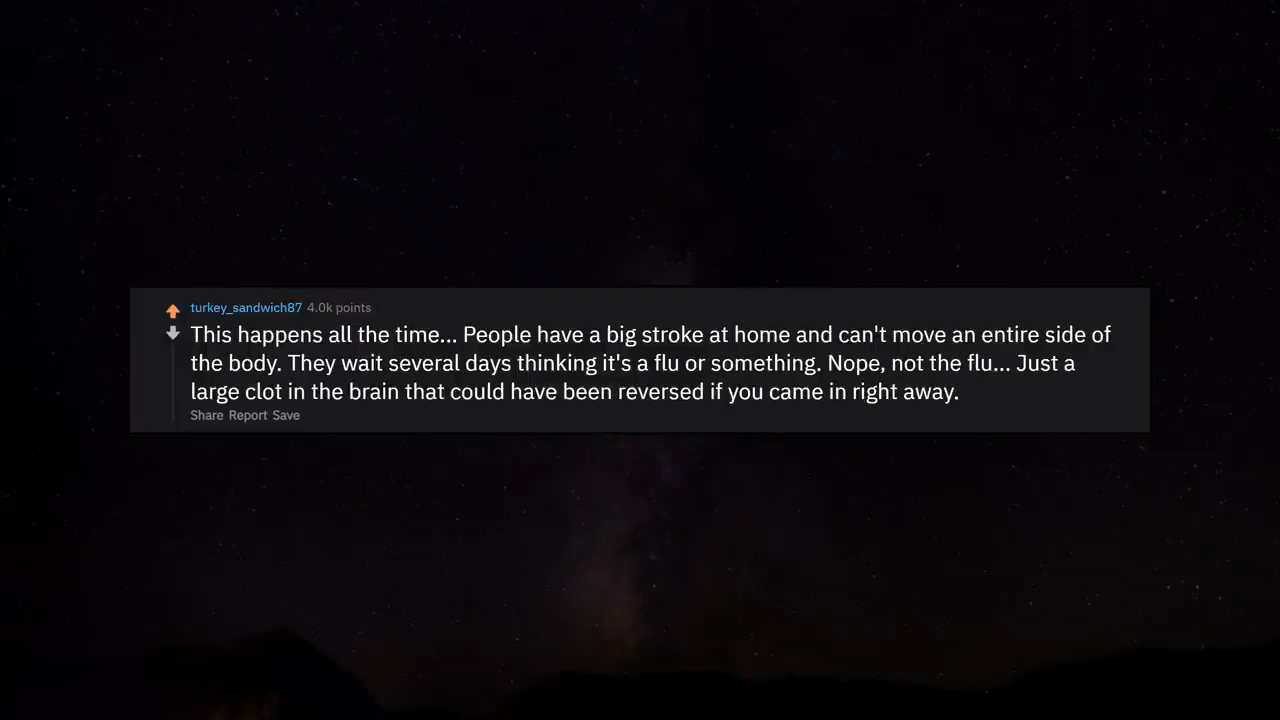 turkey_sandwich87 4.0k points
This happens all the time... People have a big stroke at home and can't move an entire side of
the body. They wait several days thinking it's a flu or something. Nope, not the flu... Just a
large clot in the brain that could have been reversed if you came in right away.
Share Report Save